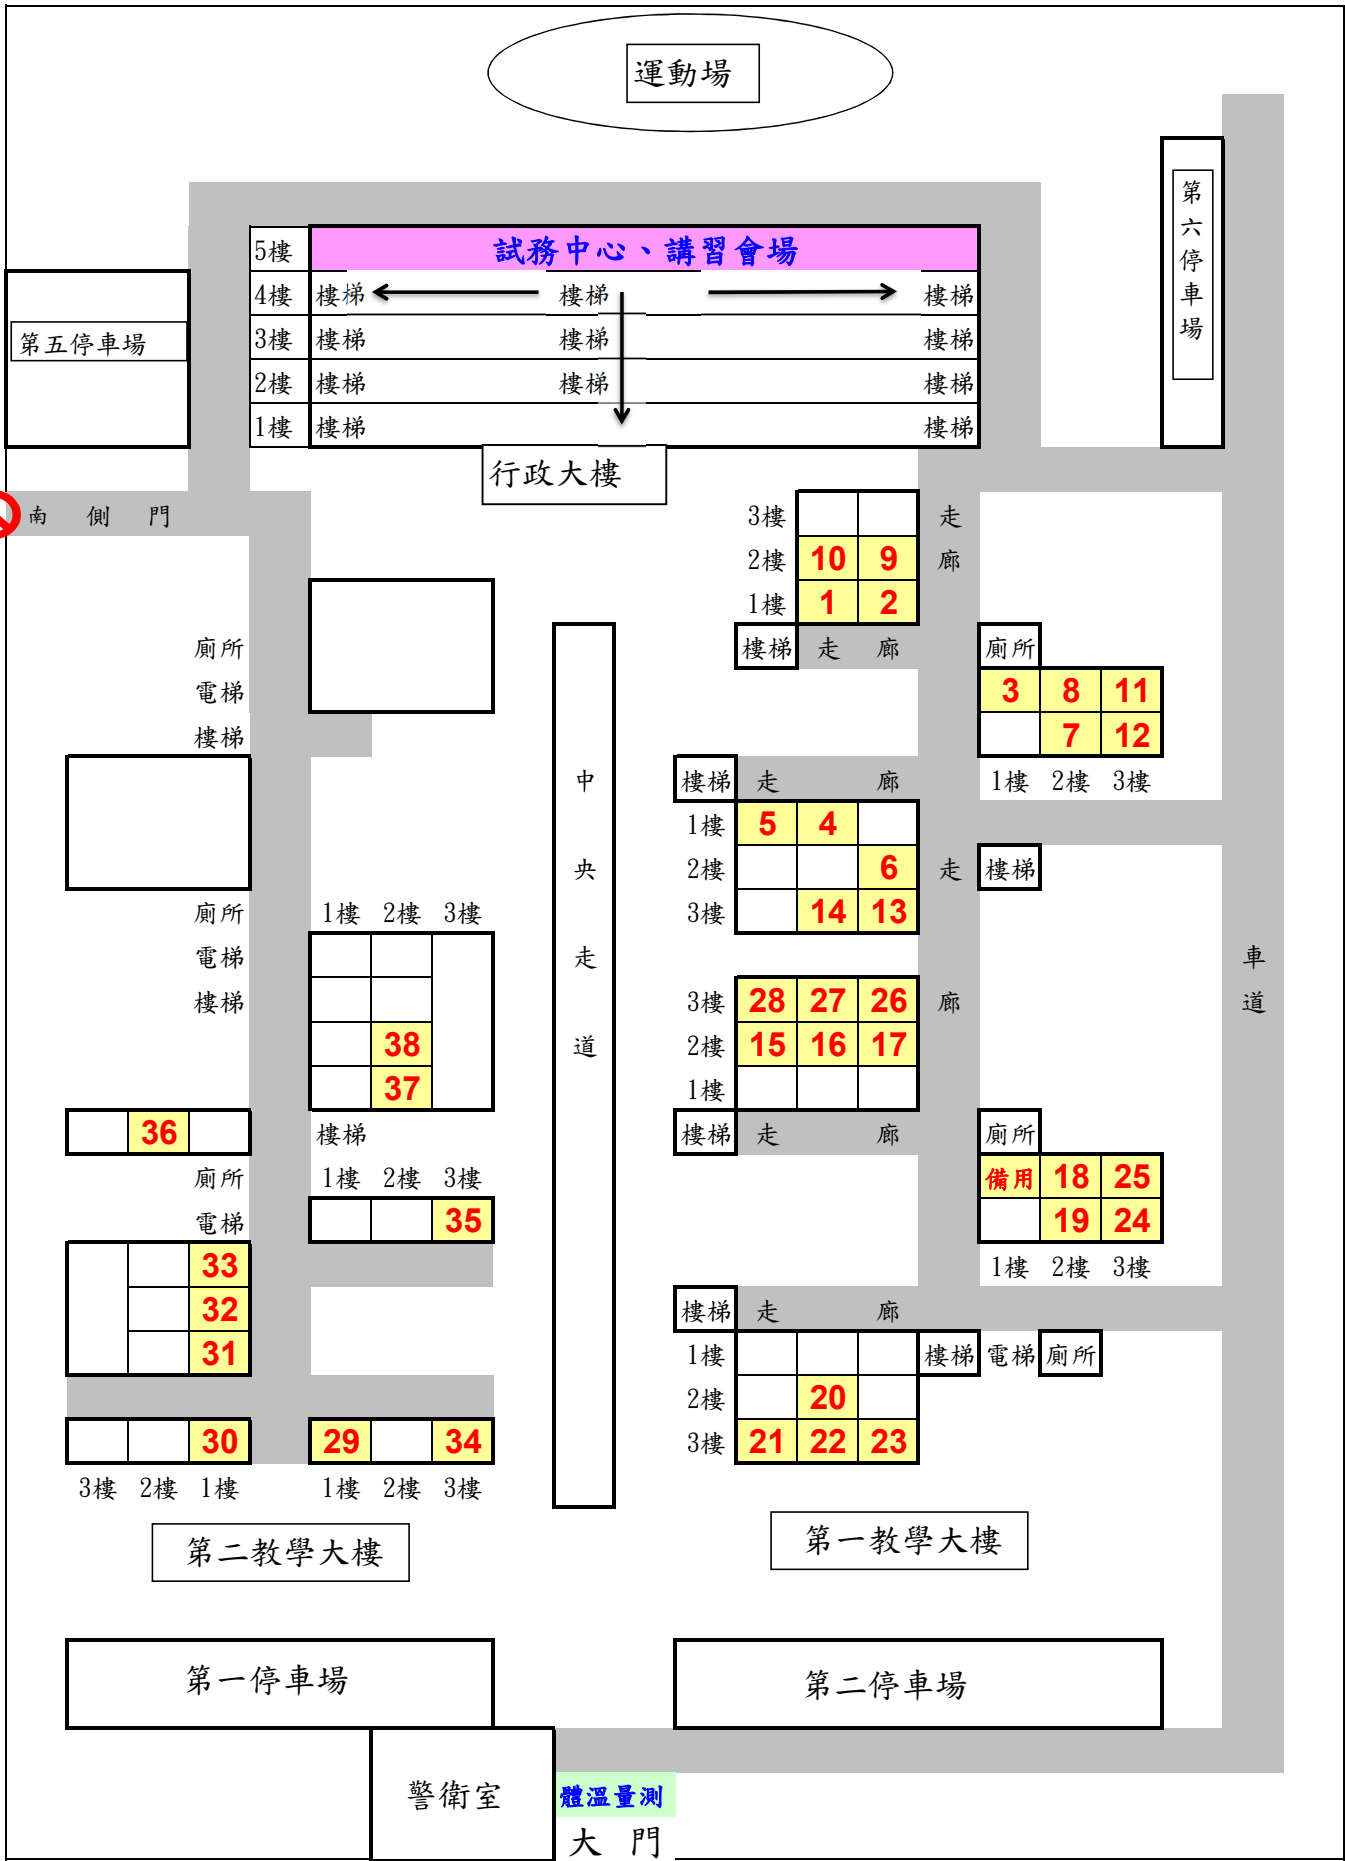 運動場
第六停車場
5樓 試務中心、講習會場
4樓 樓梯 樓梯 樓梯
第五停車場
3樓 樓梯 樓梯 樓梯
2樓 樓梯 樓梯 樓梯
1樓 樓梯 樓梯
行政大樓
南側門
3樓 走
2樓 10 9 廊
1樓 1 2
廁所 樓梯 走廊 廁所
電梯 3 8 11
樓梯 7 12
中央走道
樓梯 走廊 1樓 2樓 3樓
1樓 5 4
2樓 6 走 樓梯
廁所 1樓 2樓 3樓 3樓 14 13
電梯
車道
樓梯 3樓 28 27 26 廊
38 2樓 15 16 17
37 1樓
36 樓梯 樓梯 走廊 廁所
廁所 1樓 2樓 3樓 備用 18 25
電梯 35 19 24
33 1樓 2樓 3樓
32 樓梯 走廊
31 1樓 樓梯 電梯 廁所
2樓 20
30 29 34 3樓 21 22 23
3樓 2樓 1樓 1樓 2樓 3樓
第二教學大樓 第一教學大樓
第一停車場 第二停車場
警衛室 體溫量測
大門